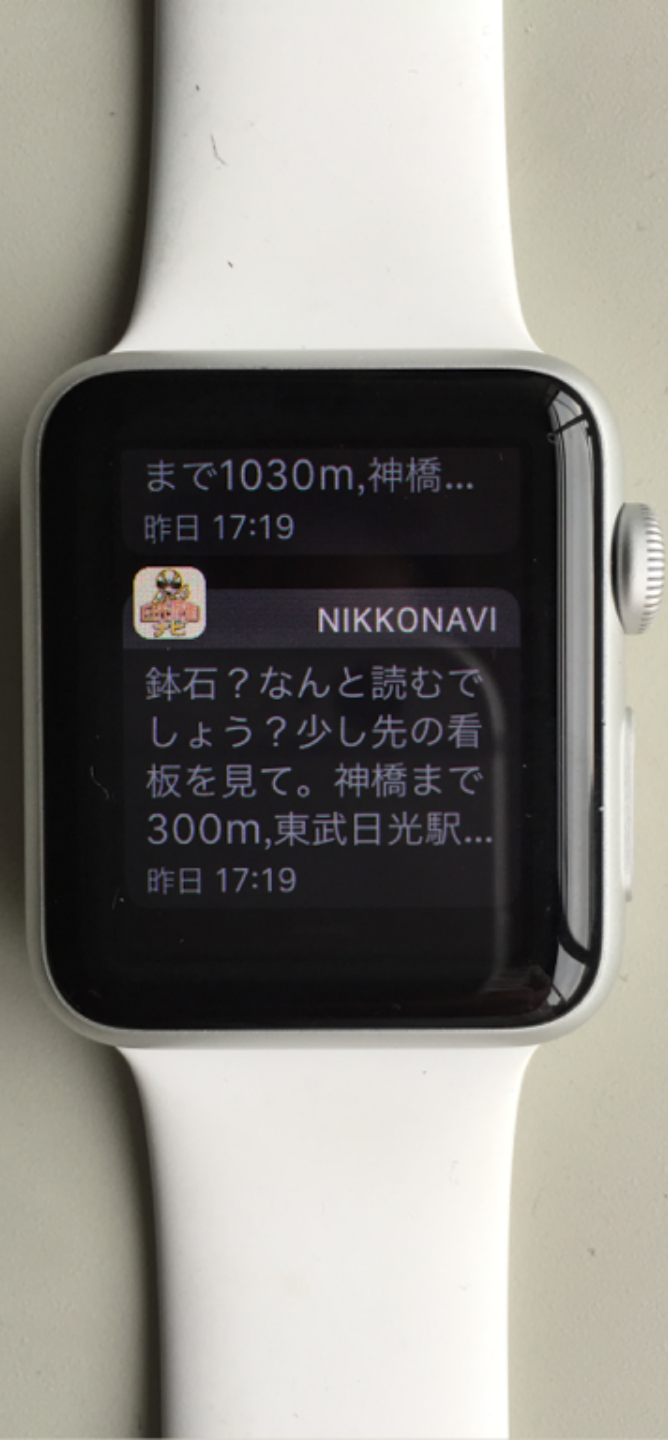 まで1030m,神橋...
昨日 17:19
ナビ
NIKKONAVI
鉢石？なんと読むで
しょう？少し先の看
板を見て。神橋まで
300m,東武日光駅...
昨日 17:19